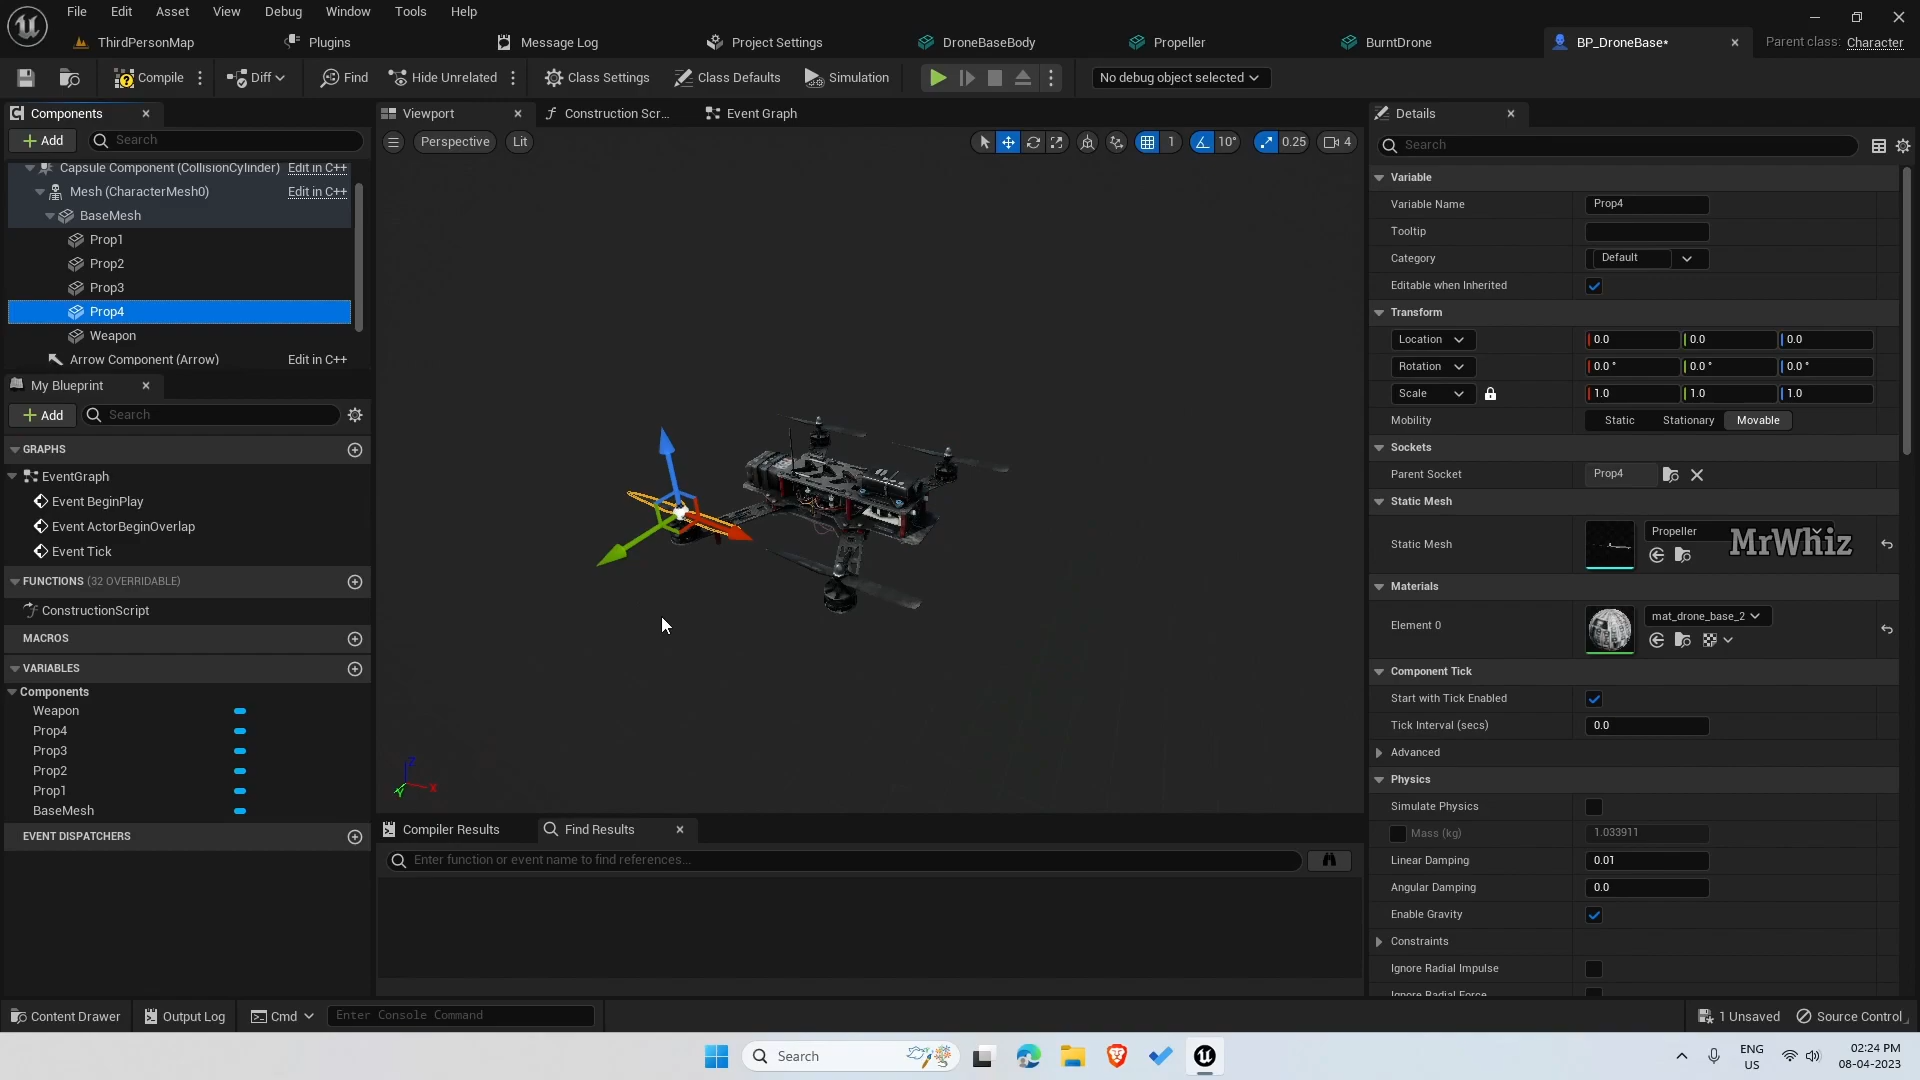 File Edit Asset View Debug Window Tools Help
ThirdPersonMap Plugins Message Log Project Settings DroneBaseBody Propeller BurntDrone BP_DroneBase* Parent class: Character
Compile Diff Find Hide Unrelated Class Settings Class Defaults Simulation No debug object selected
Components
Add Search
Capsule Component (CollisionCylinder) Edit in C++
Mesh (CharacterMesh0) Edit in C++
BaseMesh
Prop1
Prop2
Prop3
Prop4
Weapon
Arrow Component (Arrow) Edit in C++
My Blueprint
Add Search
GRAPHS
EventGraph
Event BeginPlay
Event ActorBeginOverlap
Event Tick
FUNCTIONS (32 OVERRIDABLE)
ConstructionScript
MACROS
VARIABLES
Components
Weapon
Prop4
Prop3
Prop2
Prop1
BaseMesh
EVENT DISPATCHERS
Viewport Construction Scr... Event Graph
Perspective Lit 1 10° 0.25 4
Z
X
Y
Compiler Results Find Results
Enter function or event name to find references...
Details
Search
Variable
Variable Name Prop4
Tooltip
Category Default
Editable when Inherited
Transform
Location 0.0 0.0 0.0
Rotation 0.0 ° 0.0 ° 0.0 °
Scale 1.0 1.0 1.0
Mobility Static Stationary Movable
Sockets
Parent Socket Prop4
Static Mesh
Static Mesh Propeller
MrWhiz
Materials
Element 0 mat_drone_base_2
Component Tick
Start with Tick Enabled
Tick Interval (secs) 0.0
Advanced
Physics
Simulate Physics
Mass (kg) 1.033911
Linear Damping 0.01
Angular Damping 0.0
Enable Gravity
Constraints
Ignore Radial Impulse
Ignore Radial Force
Content Drawer Output Log Cmd Enter Console Command 1 Unsaved Source Control
Search ENG US 02:24 PM 08-04-2023